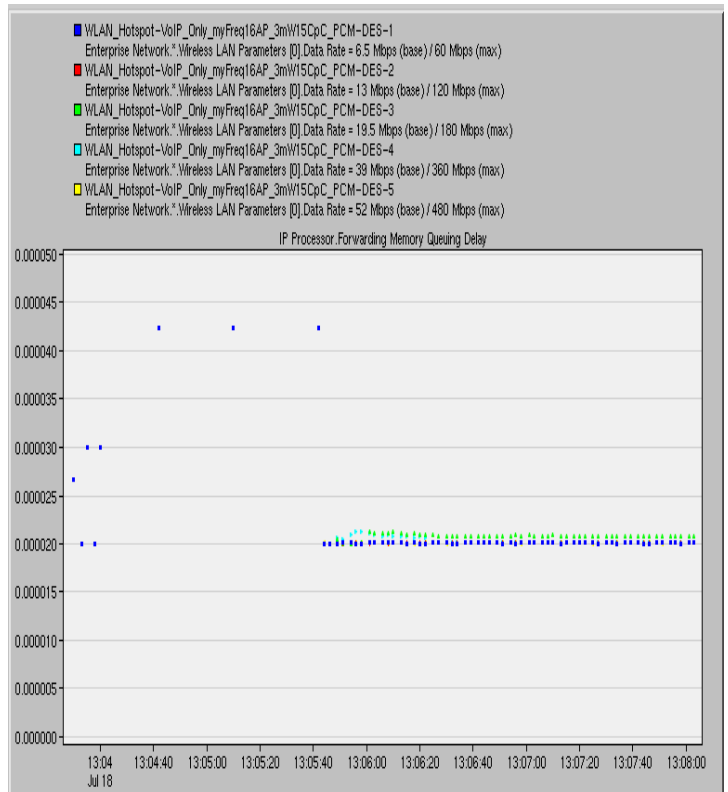 WLAN_Hotspot-VoIP_Only_myFreq16AP_3mW15CpC_PCM-DES-1
Enterprise Network.*.Wireless LAN Parameters [0].Data Rate = 6.5 Mbps (base) / 60 Mbps (max)
WLAN_Hotspot-VoIP_Only_myFreq16AP_3mW15CpC_PCM-DES-2
Enterprise Network.*.Wireless LAN Parameters [0].Data Rate = 13 Mbps (base) / 120 Mbps (max)
WLAN_Hotspot-VoIP_Only_myFreq16AP_3mW15CpC_PCM-DES-3
Enterprise Network.*.Wireless LAN Parameters [0].Data Rate = 19.5 Mbps (base) / 180 Mbps (max)
WLAN_Hotspot-VoIP_Only_myFreq16AP_3mW15CpC_PCM-DES-4
Enterprise Network.*.Wireless LAN Parameters [0].Data Rate = 39 Mbps (base) / 360 Mbps (max)
WLAN_Hotspot-VoIP_Only_myFreq16AP_3mW15CpC_PCM-DES-5
Enterprise Network.*.Wireless LAN Parameters [0].Data Rate = 52 Mbps (base) / 480 Mbps (max)
IP Processor.Forwarding Memory Queuing Delay
0.000050
0.000045
0.000040
0.000035
0.000030
0.000025
0.000020
0.000015
0.000010
0.000005
0.000000
13:04 13:04:40 13:05:00 13:05:20 13:05:40 13:06:00 13:06:20 13:06:40 13:07:00 13:07:20 13:07:40 13:08:00
Jul 18